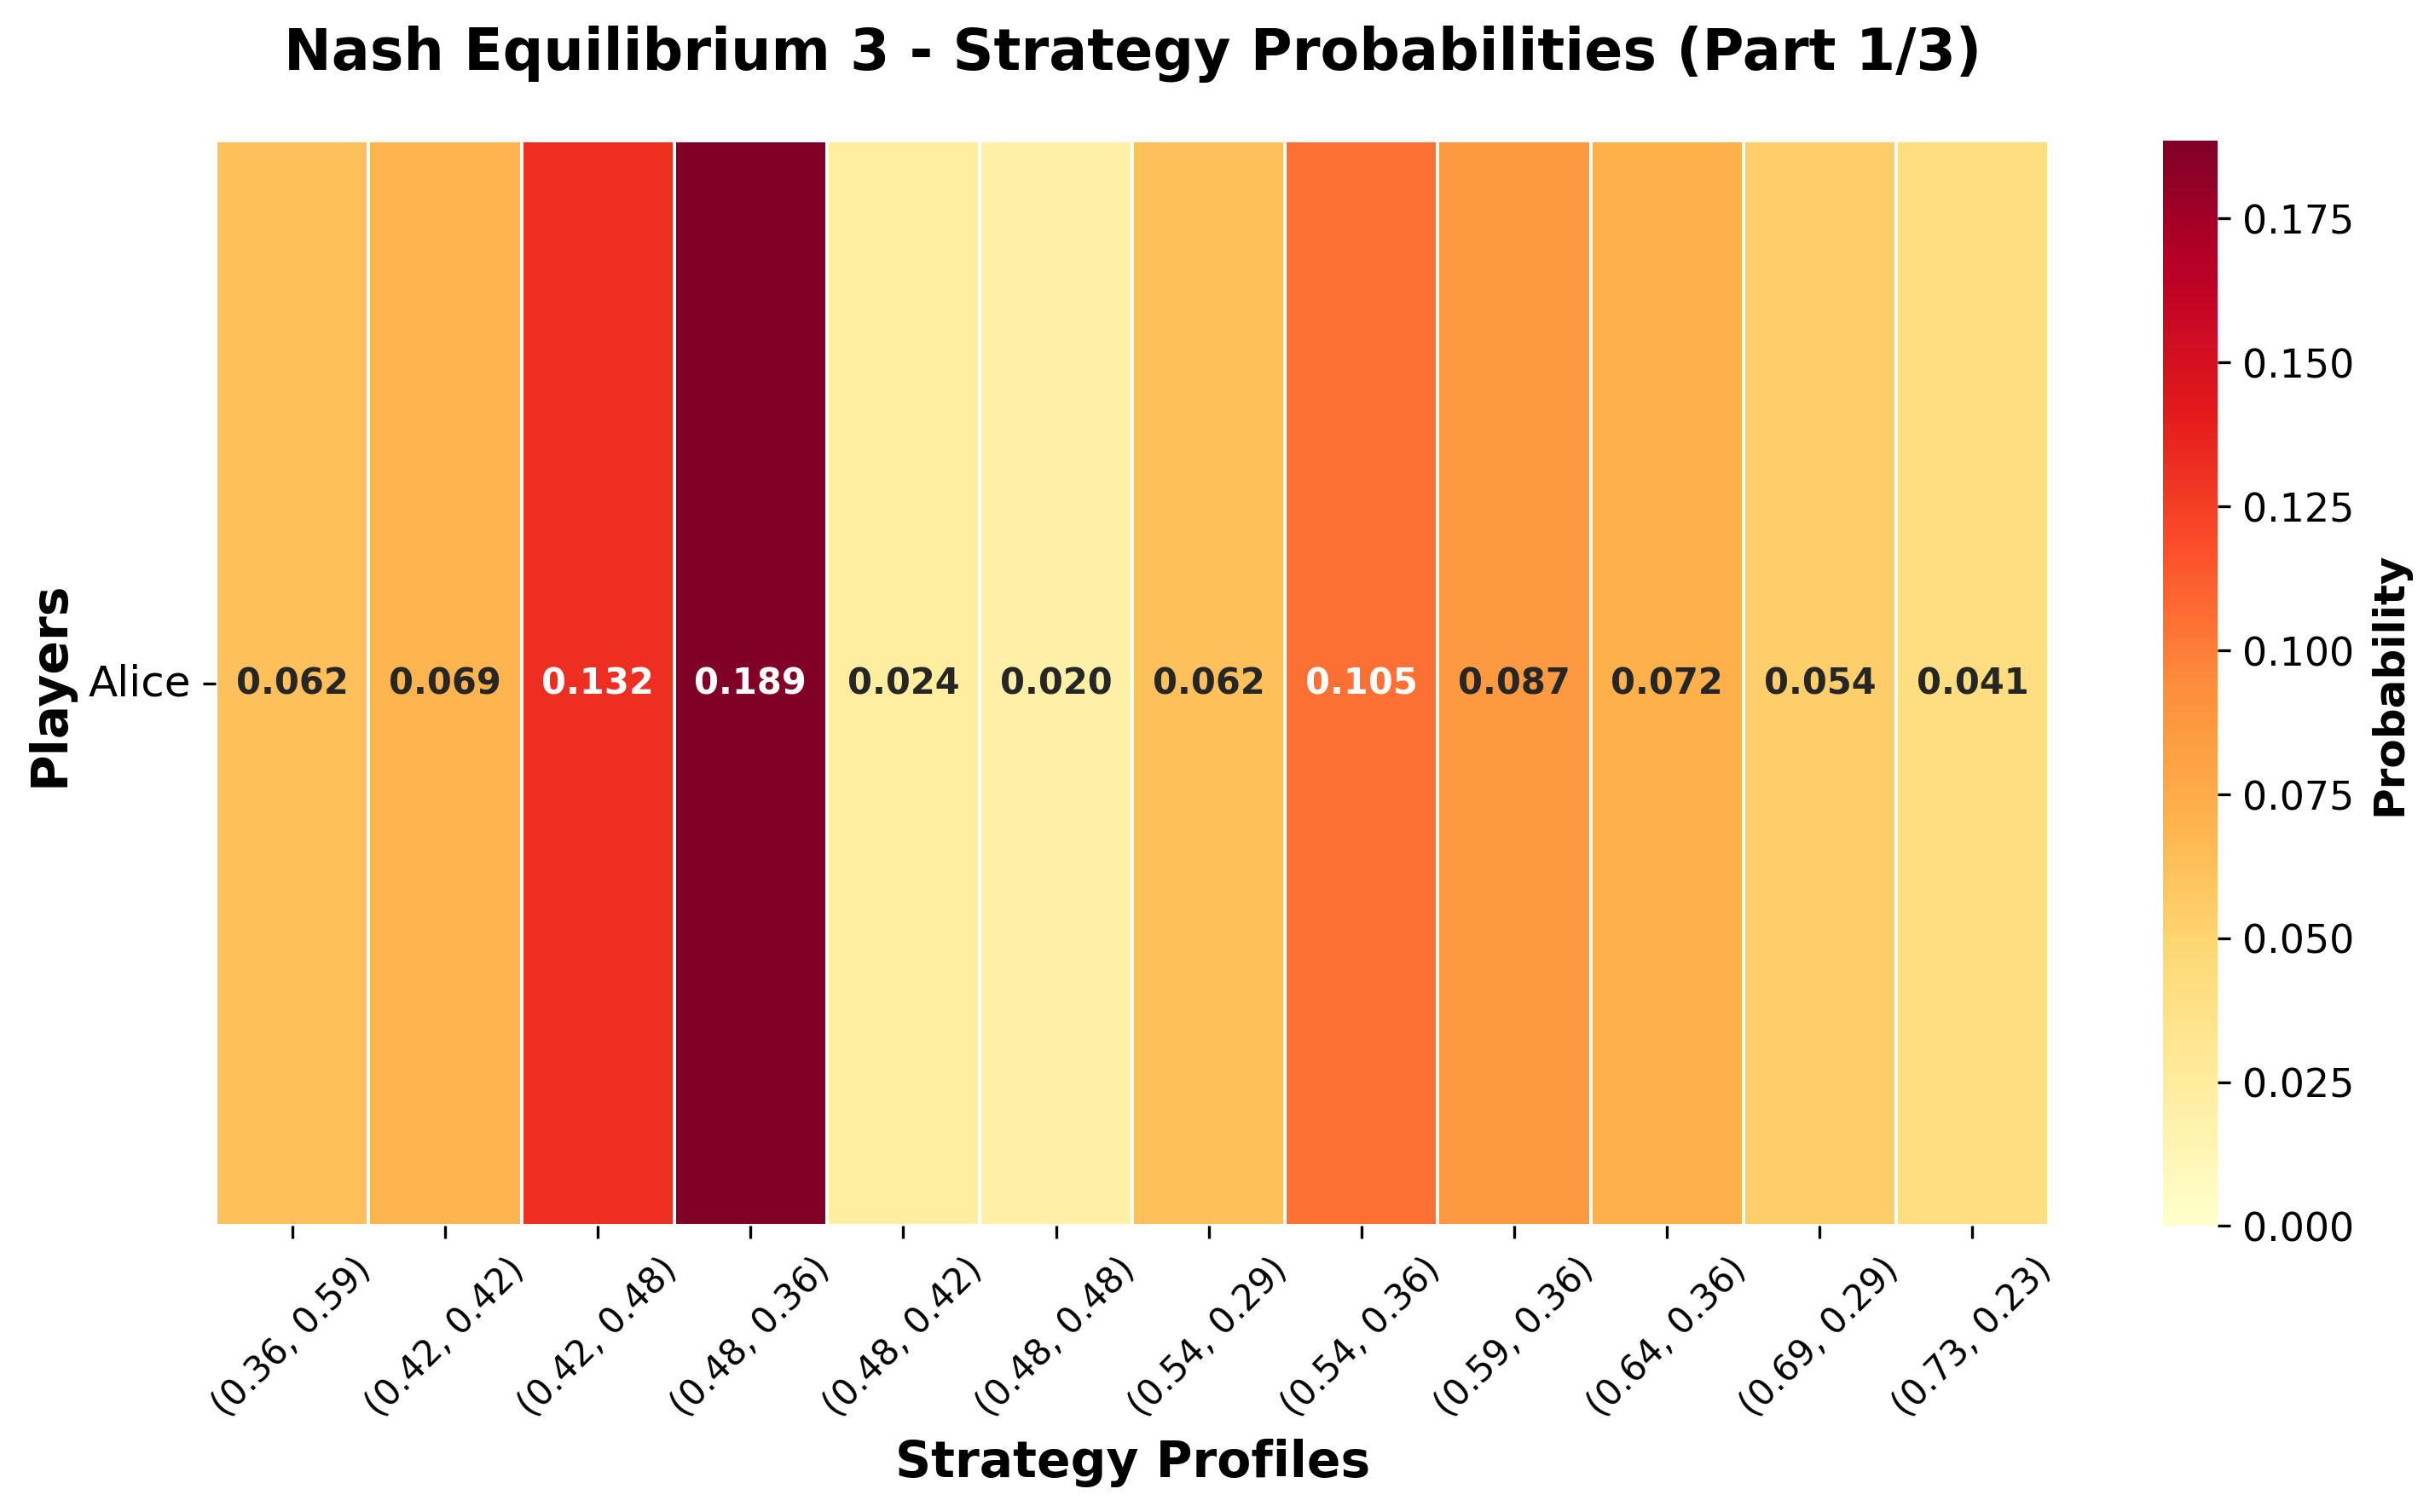 Nash Equilibrium 3 - Strategy Probabilities (Part 1/3)
Players
Alice
0.062 0.069 0.132 0.189 0.024 0.020 0.062 0.105 0.087 0.072 0.054 0.041
(0.36, 0.59) (0.42, 0.42) (0.42, 0.48) (0.48, 0.36) (0.48, 0.42) (0.48, 0.48) (0.54, 0.29) (0.54, 0.36) (0.59, 0.36) (0.64, 0.36) (0.69, 0.29) (0.73, 0.23)
Strategy Profiles
0.175
0.150
0.125
0.100
0.075
0.050
0.025
0.000
Probability